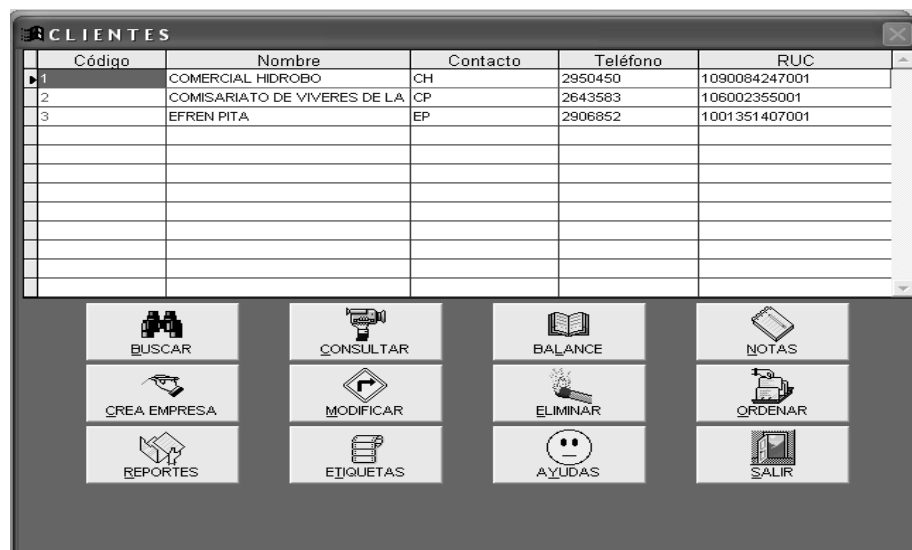 CLIENTES
Código Nombre Contacto Teléfono RUC
1 COMERCIAL HIDROBO CH 2950450 1090084247001
2 COMISARIATO DE VIVERES DE LA CP 2643583 106002355001
3 EFREN PITA EP 2906852 1001351407001
BUSCAR CONSULTAR BALANCE NOTAS
CREA EMPRESA MODIFICAR ELIMINAR ORDENAR
REPORTES ETIQUETAS AYUDAS SALIR